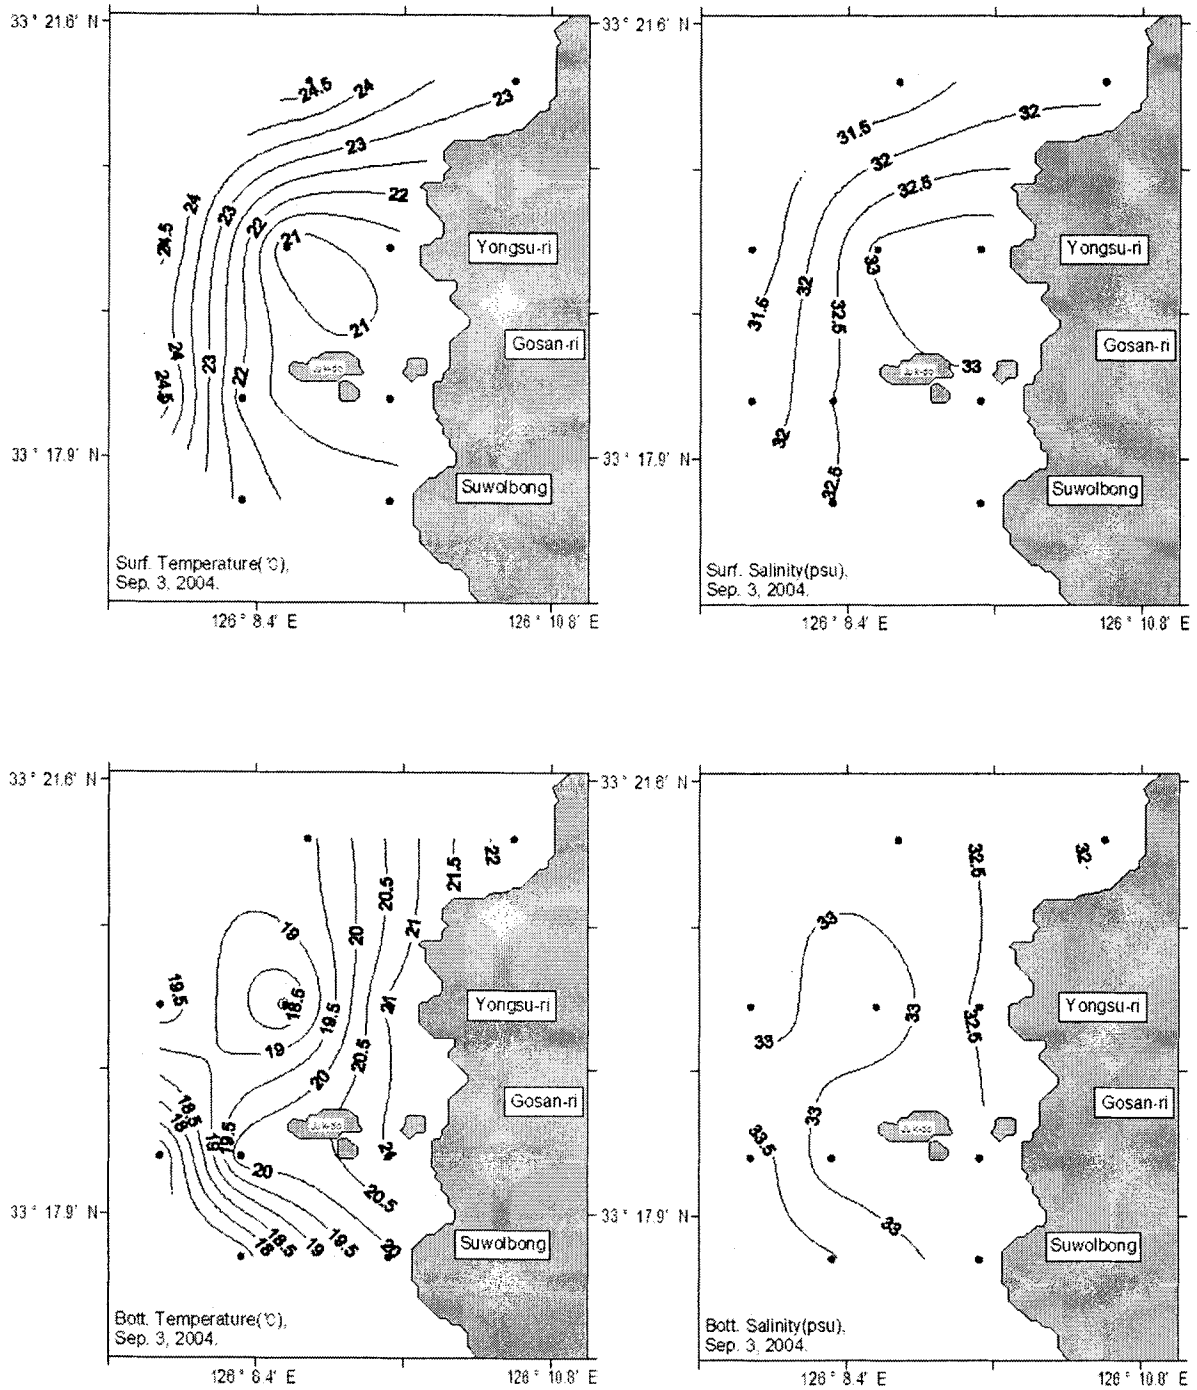 33° 21.6' N
24.5
24
23
23
24
23
22
22
24.5
21
21
24
23
22
24.5
Yongsu-ri
Gosan-ri
Juk-do
33° 17.9' N
Suwolbong
Surf. Temperature(℃),
Sep. 3, 2004.
126° 8.4' E
126° 10.8' E
33° 21.6' N
31.5
32
32
32.5
33
32
31.5
32.5
33
32
32.5
Yongsu-ri
Gosan-ri
Juk-do
33° 17.9' N
Suwolbong
Surf. Salinity(psu),
Sep. 3, 2004.
126° 8.4' E
126° 10.8' E
33° 21.6' N
22
21.5
20.5
21
20
19
19.5
18.5
19.5
21
19
20
20.5
18.5
18
19
19.5
21
20
20.5
18
18.5
19
19.5
20
Yongsu-ri
Gosan-ri
Juk-do
33° 17.9' N
Suwolbong
Bott. Temperature(℃),
Sep. 3, 2004.
126° 8.4' E
126° 10.8' E
33° 21.6' N
32.5
32
33
33
32.5
33
33
33.5
33
Yongsu-ri
Gosan-ri
Juk-do
33° 17.9' N
Suwolbong
Bott. Salinity(psu),
Sep. 3, 2004.
126° 8.4' E
126° 10.8' E